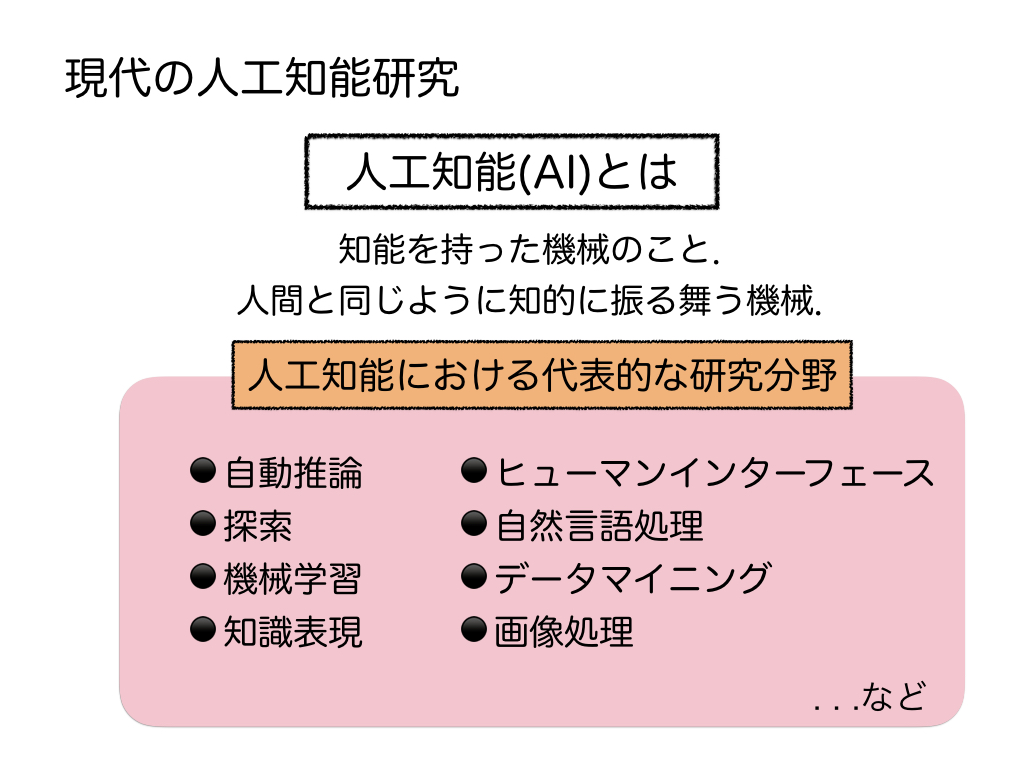 現代の人工知能研究
人工知能(AI)とは
知能を持った機械のこと.
人間と同じように知的に振る舞う機械.
人工知能における代表的な研究分野
●自動推論
●探索
●機械学習
●知識表現
●ヒューマンインターフェース
●自然言語処理
●データマイニング
●画像処理
. . .など